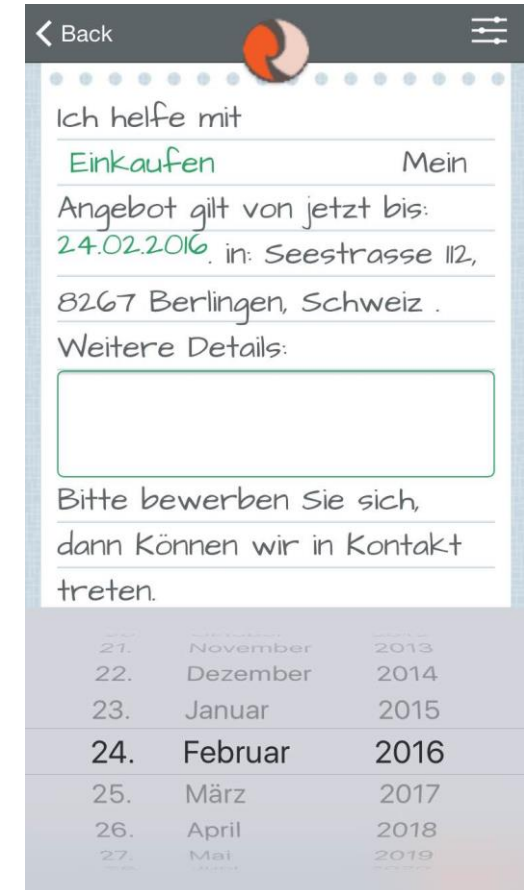 Back
Ich helfe mit
Einkaufen Mein
Angebot gilt von jetzt bis:
24.02.2016. in: Seestrasse 112,
8267 Berlingen, Schweiz .
Weitere Details:
Bitte bewerben Sie sich,
dann Können wir in Kontakt
treten.
21. November 2013
22. Dezember 2014
23. Januar 2015
24. Februar 2016
25. März 2017
26. April 2018
27. Mai 2019